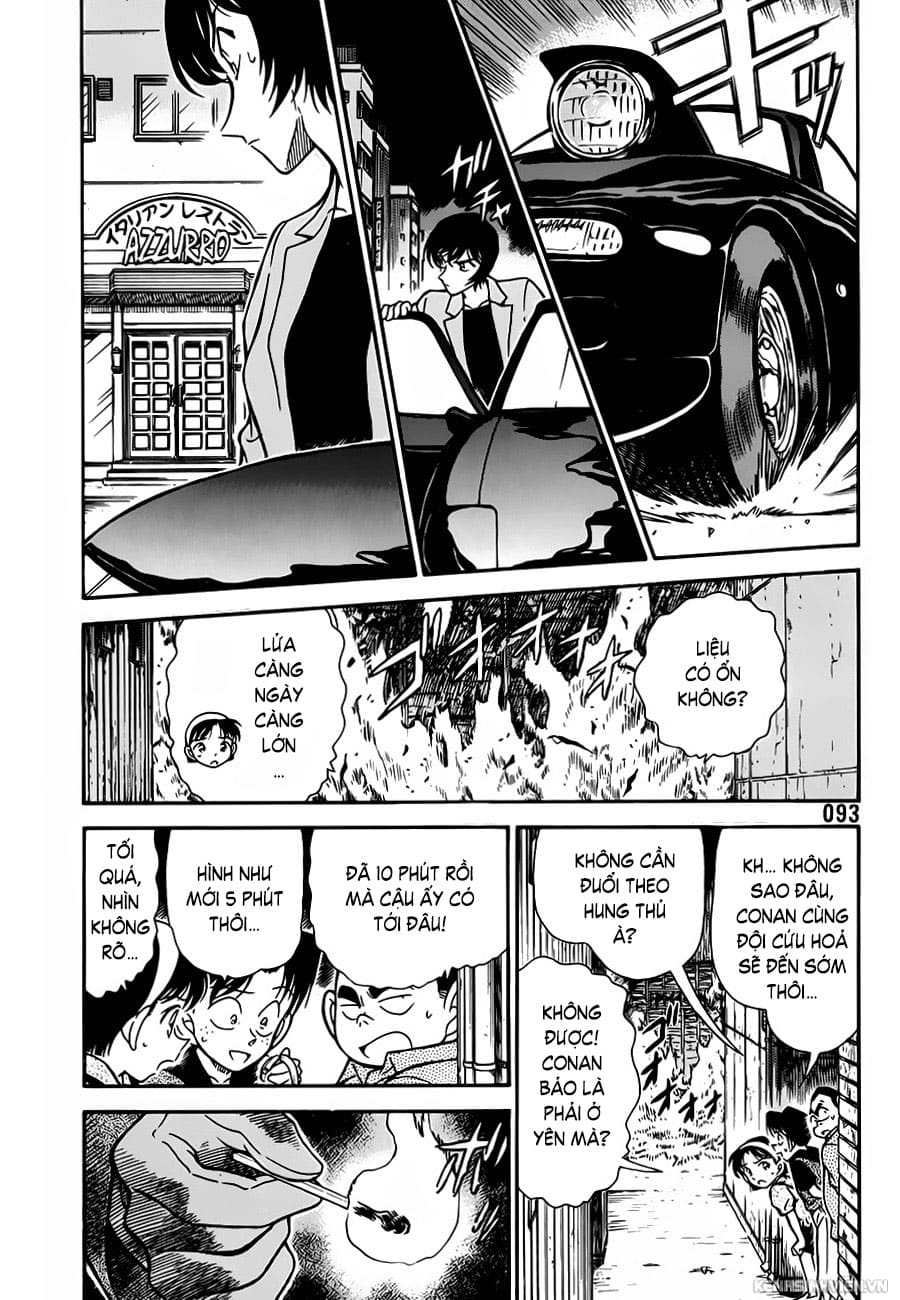 イタリアン レストラン
AZZURRO
LIỆU
CÓ ỔN
KHÔNG?
LỬA
CÀNG
NGÀY
CÀNG
LỚN
...
093
KH... KHÔNG
SAO ĐÂU,
CONAN CÙNG
ĐỘI CỨU HOẢ
SẼ ĐẾN SỚM
THÔI...
KHÔNG CẦN
ĐUỔI THEO
HUNG THỦ
À?
KHÔNG
ĐƯỢC!
CONAN
BẢO LÀ
PHẢI Ở
YÊN MÀ?
ĐÃ 10 PHÚT RỒI
MÀ CẬU ẤY CÓ
TỚI ĐÂU!
HÌNH NHƯ
MỚI 5 PHÚT
THÔI...
TỐI
QUÁ,
NHÌN
KHÔNG
RÕ...